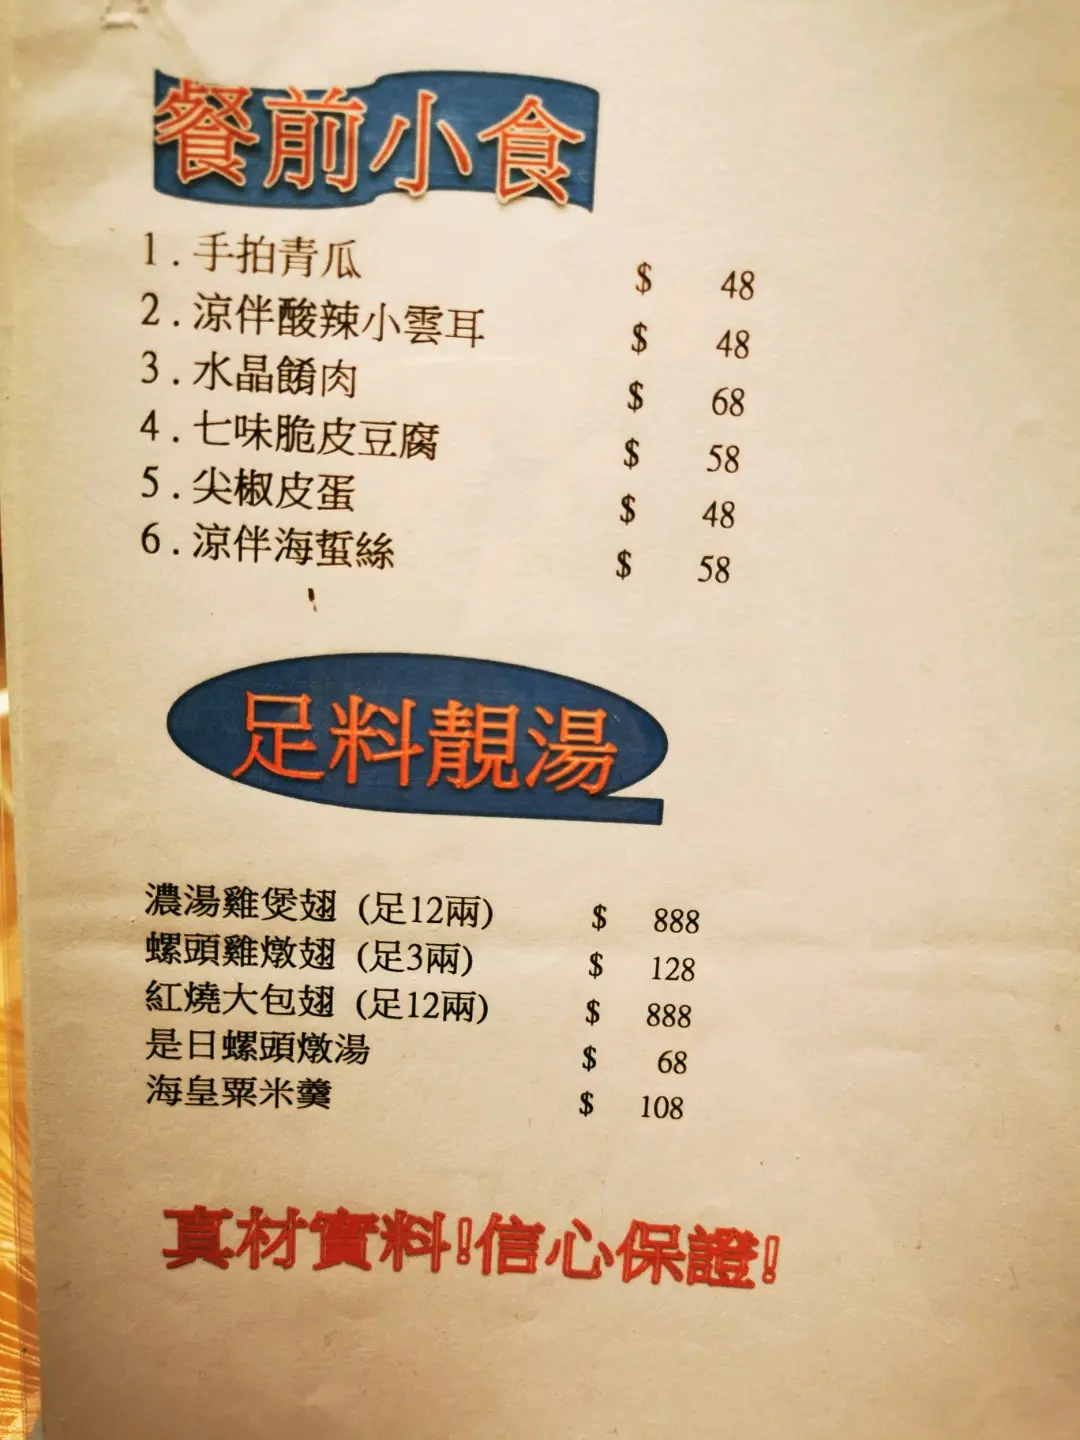 餐前小食
1.手拍青瓜 $ 48
2.涼伴酸辣小雲耳 $ 48
3.水晶餚肉 $ 68
4.七味脆皮豆腐 $ 58
5.尖椒皮蛋 $ 48
6.涼伴海蜇絲 $ 58
足料靚湯
濃湯雞煲翅 (足12兩) $ 888
螺頭雞燉翅 (足3兩) $ 128
紅燒大包翅 (足12兩) $ 888
是日螺頭燉湯 $ 68
海皇粟米羹 $ 108
真材實料!信心保證!